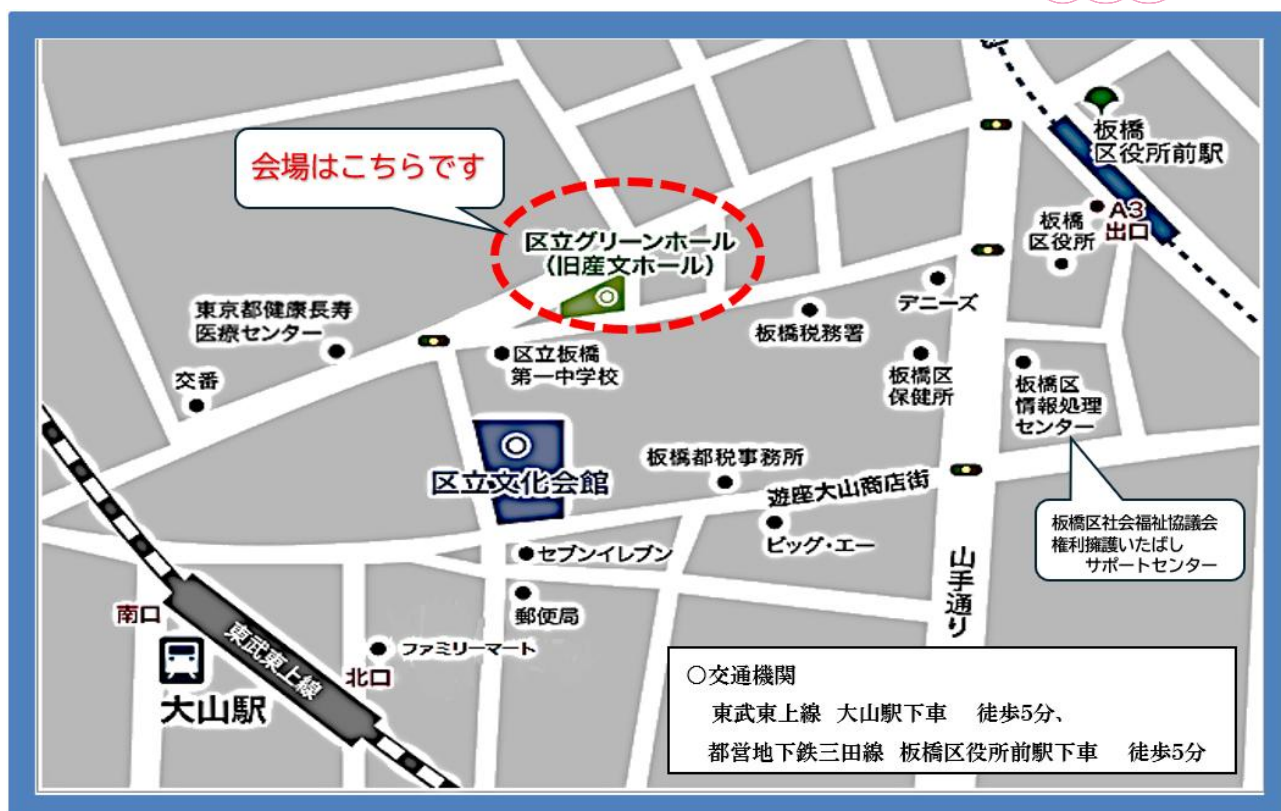 会場はこちらです
板橋
区役所前駅
A3
出口
板橋
区役所
区立グリーンホール
(旧産文ホール)
デニーズ
東京都健康長寿
医療センター
板橋税務署
区立板橋
第一中学校
交番
板橋区
保健所
板橋区
情報処理
センター
区立文化会館
板橋都税事務所
遊座大山商店街
ビッグ・エー
板橋区社会福祉協議会
権利擁護いたばし
サポートセンター
セブンイレブン
山手通り
郵便局
南口
東武東上線
ファミリーマート
北口
大山駅
○交通機関
東武東上線 大山駅下車 徒歩5分、
都営地下鉄三田線 板橋区役所前駅下車 徒歩5分